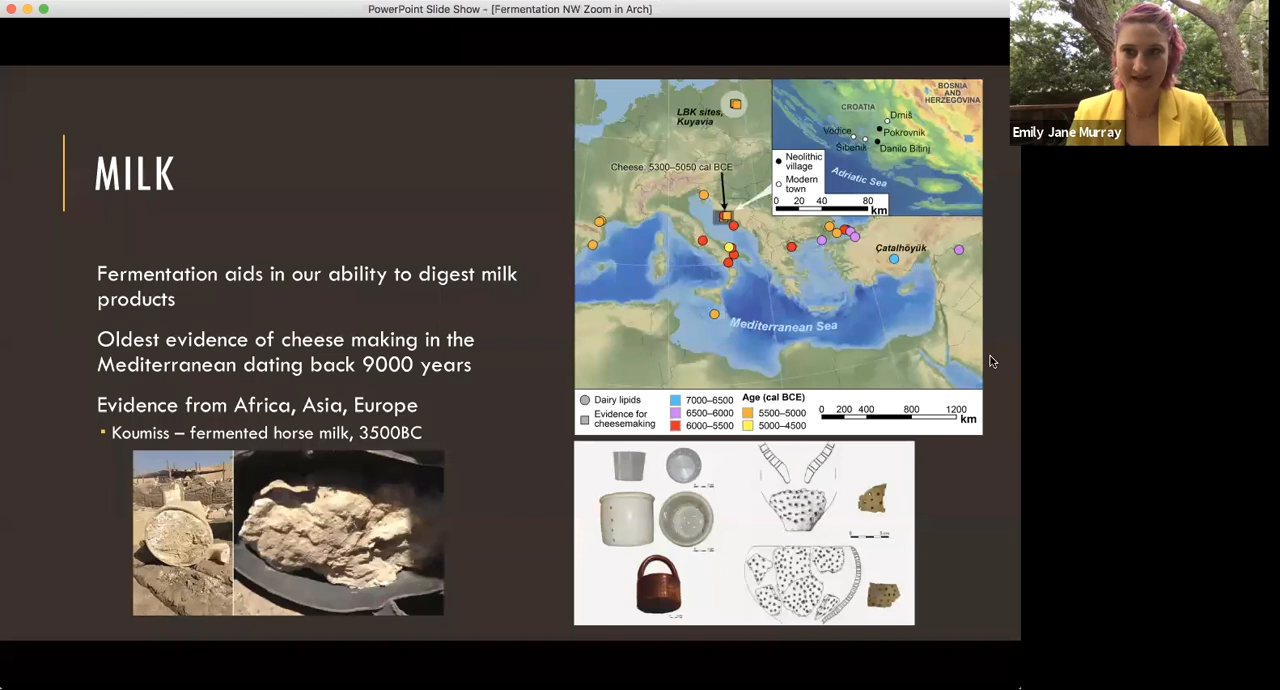 PowerPoint Slide Show - [Fermentation NW Zoom in Arch]
Emily Jane Murray
MILK
Fermentation aids in our ability to digest milk
products
Oldest evidence of cheese making in the
Mediterranean dating back 9000 years
Evidence from Africa, Asia, Europe
Koumiss – fermented horse milk, 3500BC
LBK sites,
Kuyavia
Cheese: 5300–5050 cal BCE
BOSNIA
AND
HERZEGOVINA
CROATIA
Drniš
Vodice
Pokrovnik
Šibenik
Danilo Bitinj
Adriatic Sea
Neolithic
village
Modern
town
0 20 40 80
km
Çatalhöyük
Mediterranean Sea
Dairy lipids
Evidence for
cheesemaking
Age (cal BCE)
7000–6500
6500–6000
6000–5500
5500–5000
5000–4500
0 200 400 800 1200
km